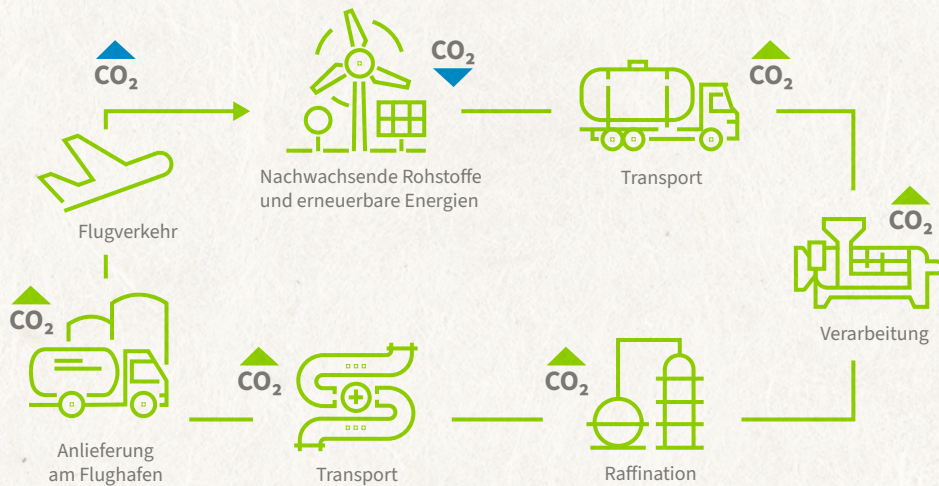 CO₂
CO₂
CO₂
Nachwachsende Rohstoffe
und erneuerbare Energien
Transport
Flugverkehr
CO₂
Verarbeitung
CO₂
CO₂
CO₂
Anlieferung
am Flughafen
Transport
Raffination